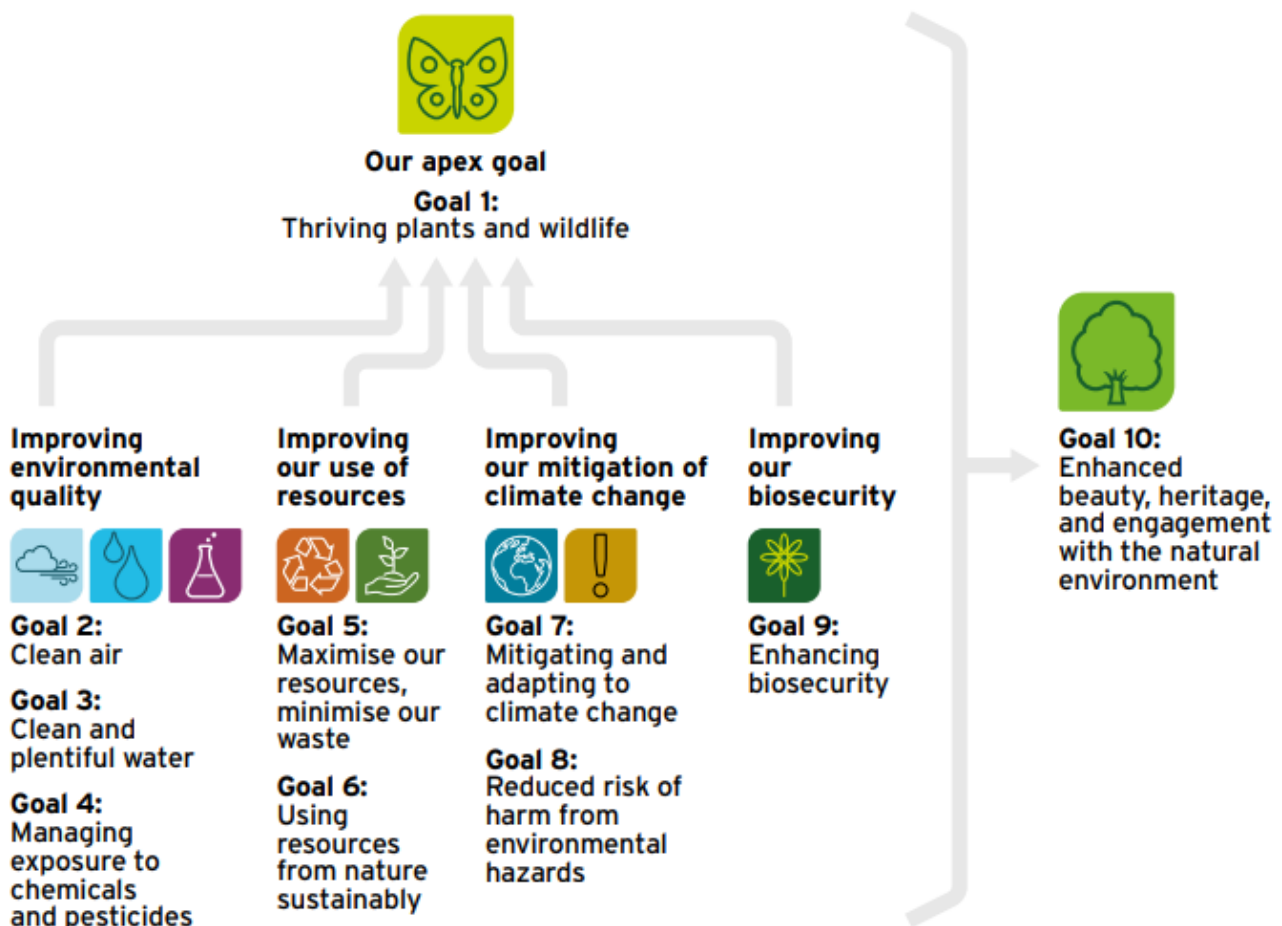 Our apex goal
Goal 1:
Thriving plants and wildlife
Improving
environmental
quality
Goal 2:
Clean air
Goal 3:
Clean and
plentiful water
Goal 4:
Managing
exposure to
chemicals
and pesticides
Improving
our use of
resources
Goal 5:
Maximise our
resources,
minimise our
waste
Goal 6:
Using
resources
from nature
sustainably
Improving
our mitigation of
climate change
Goal 7:
Mitigating and
adapting to
climate change
Goal 8:
Reduced risk of
harm from
environmental
hazards
Improving
our
biosecurity
Goal 9:
Enhancing
biosecurity
Goal 10:
Enhanced
beauty, heritage,
and engagement
with the natural
environment